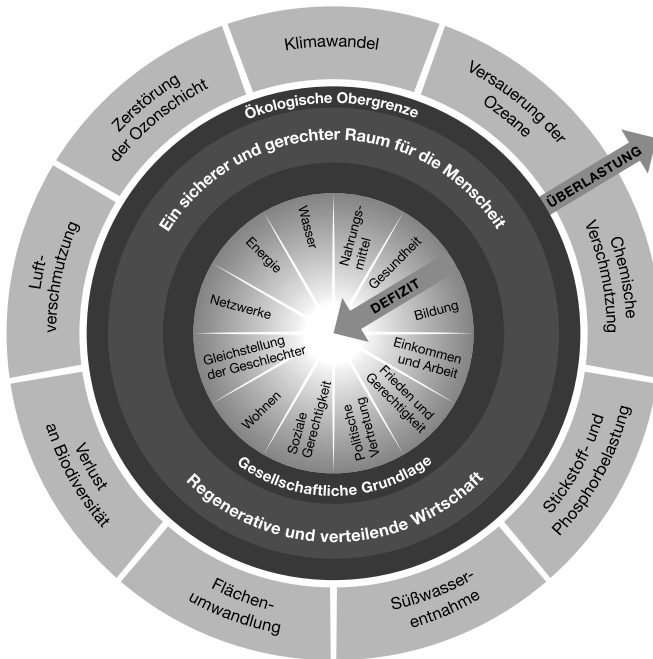 Klimawandel
Versauerung der
Ozeane
ÜBERLASTUNG
Chemische
Verschmutzung
Stickstoff- und
Phosphorbelastung
Süßwasser-
entnahme
Flächen-
umwandlung
Verlust
an Biodiversität
Luft-
verschmutzung
Zerstörung
der Ozonschicht
Ökologische Obergrenze
Ein sicherer und gerechter Raum für die Menscheit
Wasser
Nahrungs-
mittel
Gesundheit
DEFIZIT
Bildung
Einkommen
und Arbeit
Frieden und
Gerechtigkeit
Politische
Vertretung
Soziale
Gerechtigkeit
Wohnen
Gleichstellung
der Geschlechter
Netzwerke
Energie
Gesellschaftliche Grundlage
Regenerative und verteilende Wirtschaft